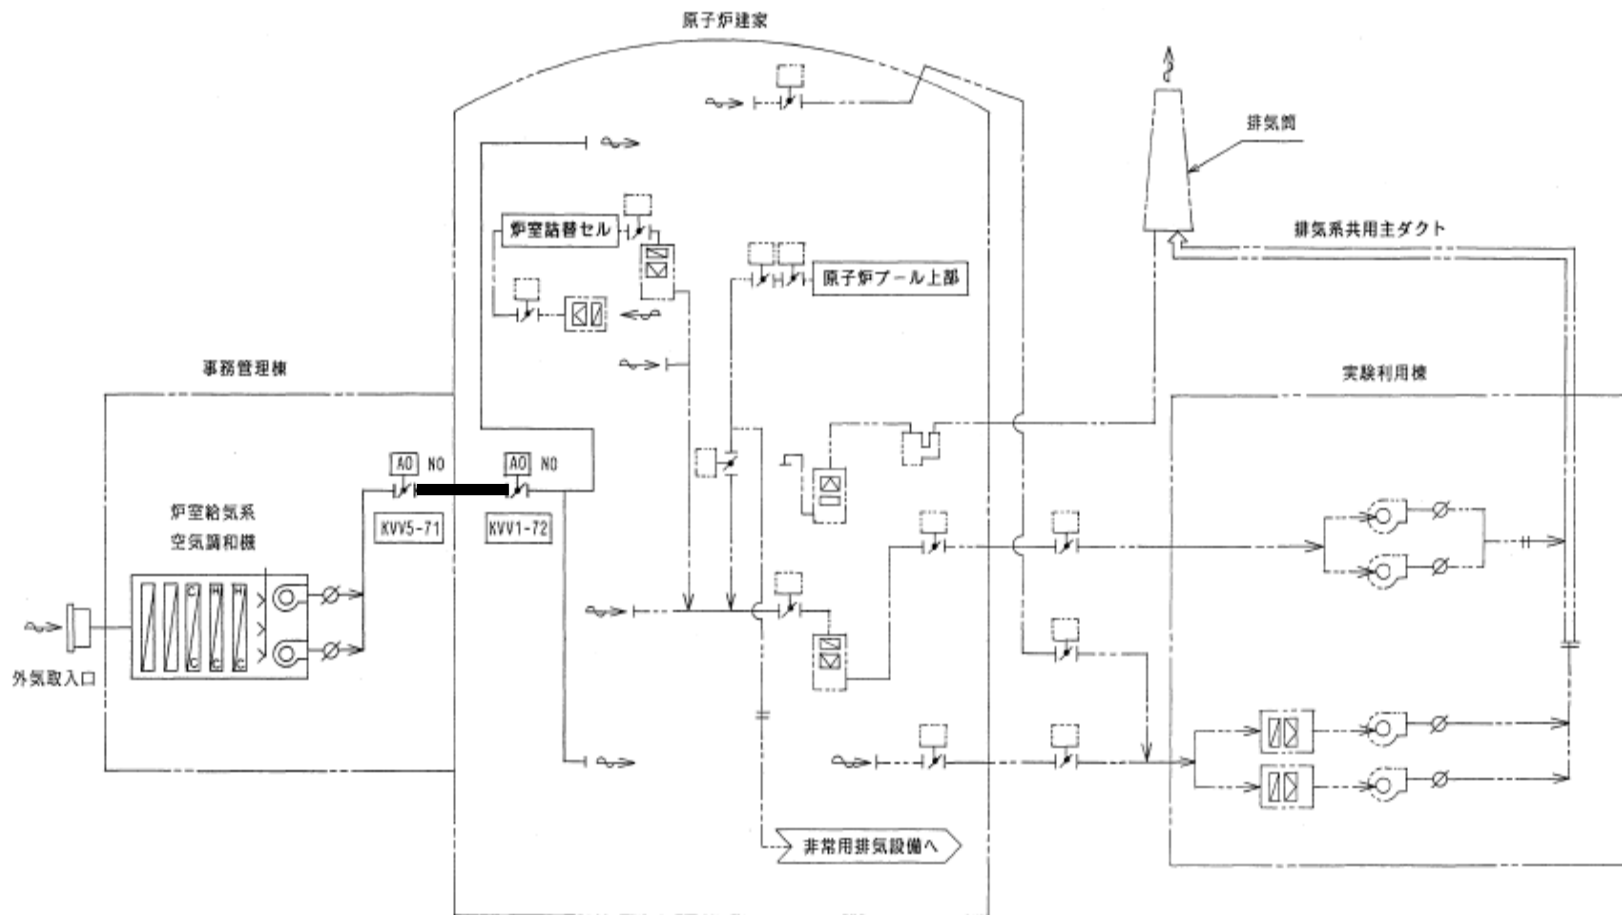 原子炉建家
排気筒
炉室詰替セル
排気系共用主ダクト
原子炉プール上部
事務管理棟
実験利用棟
AO NO
AO NO
炉室給気系
空気調和機
KVV5-71
KVV1-72
C H H
C C C
外気取入口
非常用排気設備へ